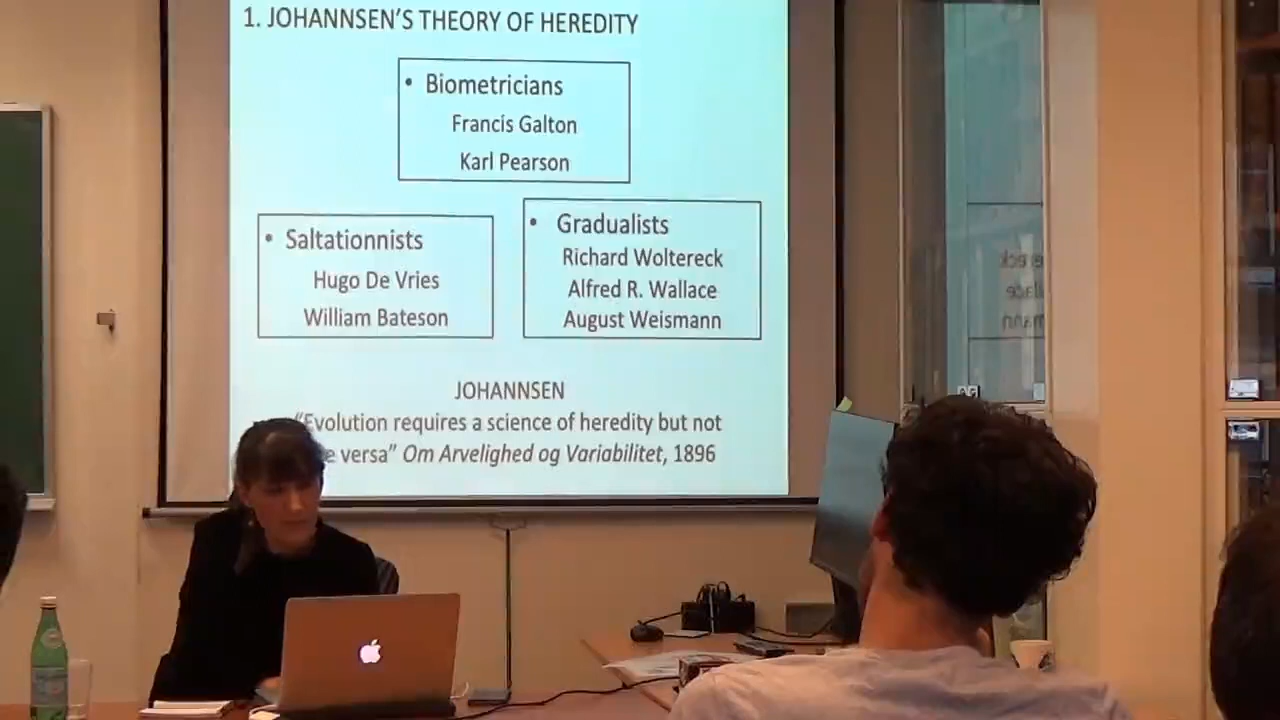 1. JOHANNSEN'S THEORY OF HEREDITY
• Biometricians
Francis Galton
Karl Pearson
• Saltationnists
Hugo De Vries
William Bateson
• Gradualists
Richard Woltereck
Alfred R. Wallace
August Weismann
JOHANNSEN
“Evolution requires a science of heredity but not
versa” Om Arvelighed og Variabilitet, 1896